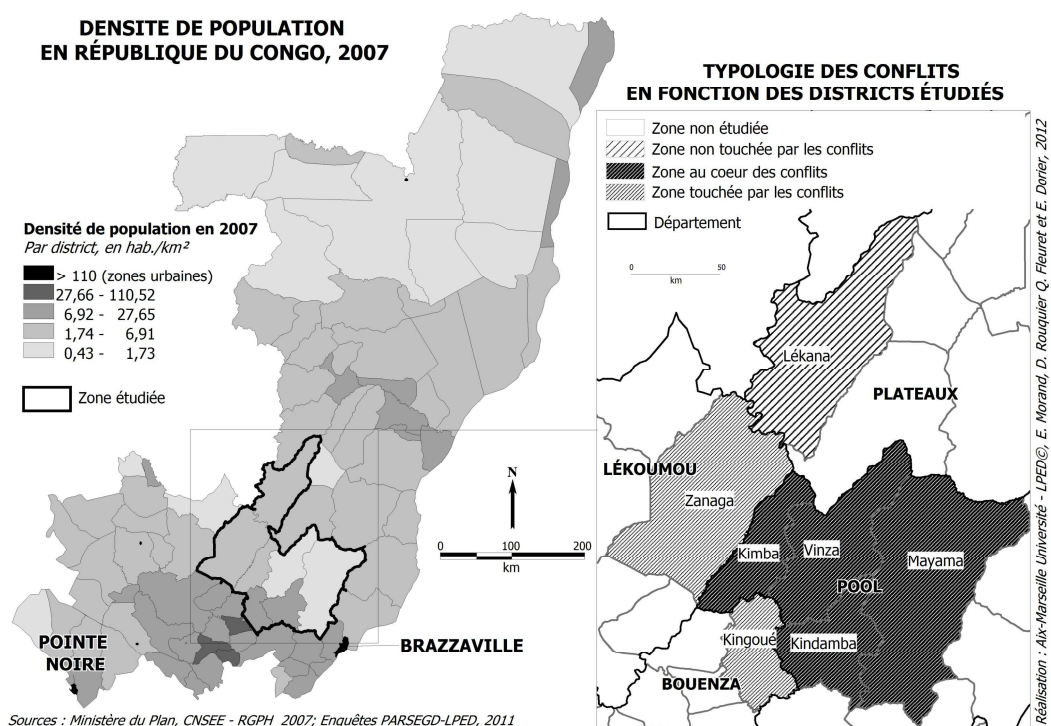 DENSITE DE POPULATION
EN RÉPUBLIQUE DU CONGO, 2007
Densité de population en 2007
Par district, en hab./km²
> 110 (zones urbaines)
27,66 - 110,52
6,92 - 27,65
1,74 - 6,91
0,43 - 1,73
Zone étudiée
N
0 100 200
km
POINTE
NOIRE
BRAZZAVILLE
Sources : Ministère du Plan, CNSEE - RGPH 2007; Enquêtes PARSEGD-LPED, 2011
TYPOLOGIE DES CONFLITS
EN FONCTION DES DISTRICTS ÉTUDIÉS
Zone non étudiée
Zone non touchée par les conflits
Zone au coeur des conflits
Zone touchée par les conflits
Département
0 50
km
Lékana
PLATEAUX
LÉKOUMOU
Zanaga
Kimba
Vinza
Mayama
POOL
Kingoué
Kindamba
BOUENZA
Réalisation : Aix-Marseille Université - LPED©, E. Morand, D. Rouquier Q. Fleuret et E. Dorier, 2012